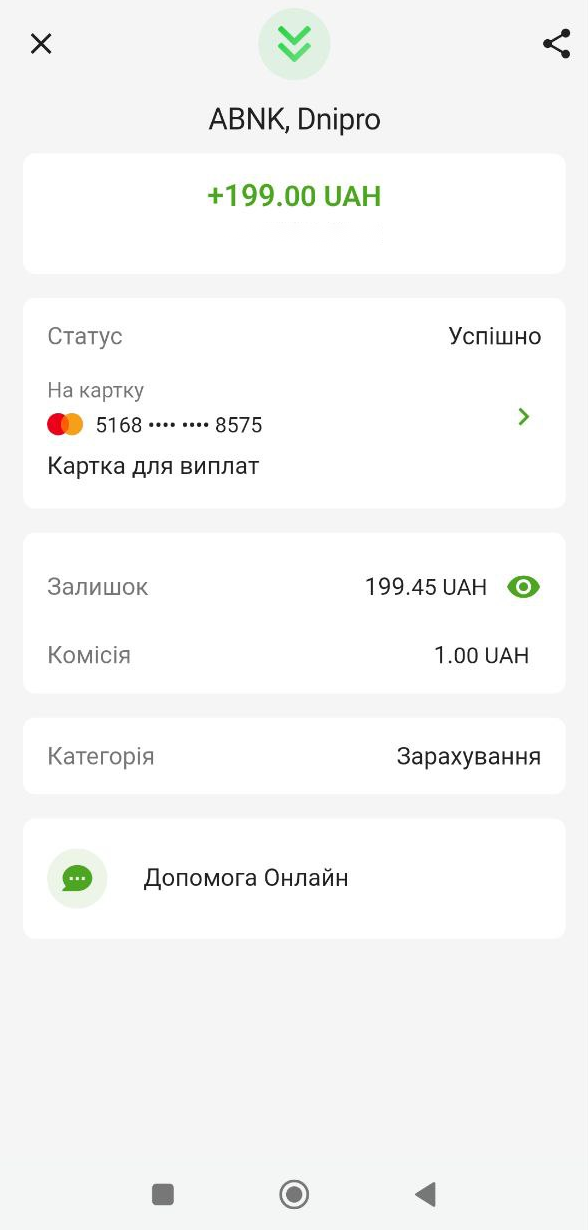 ABNK, Dnipro
+199.00 UAH
Статус Успішно
На картку
5168 •••• •••• 8575
Картка для виплат
Залишок 199.45 UAH
Комісія 1.00 UAH
Категорія Зарахування
Допомога Онлайн